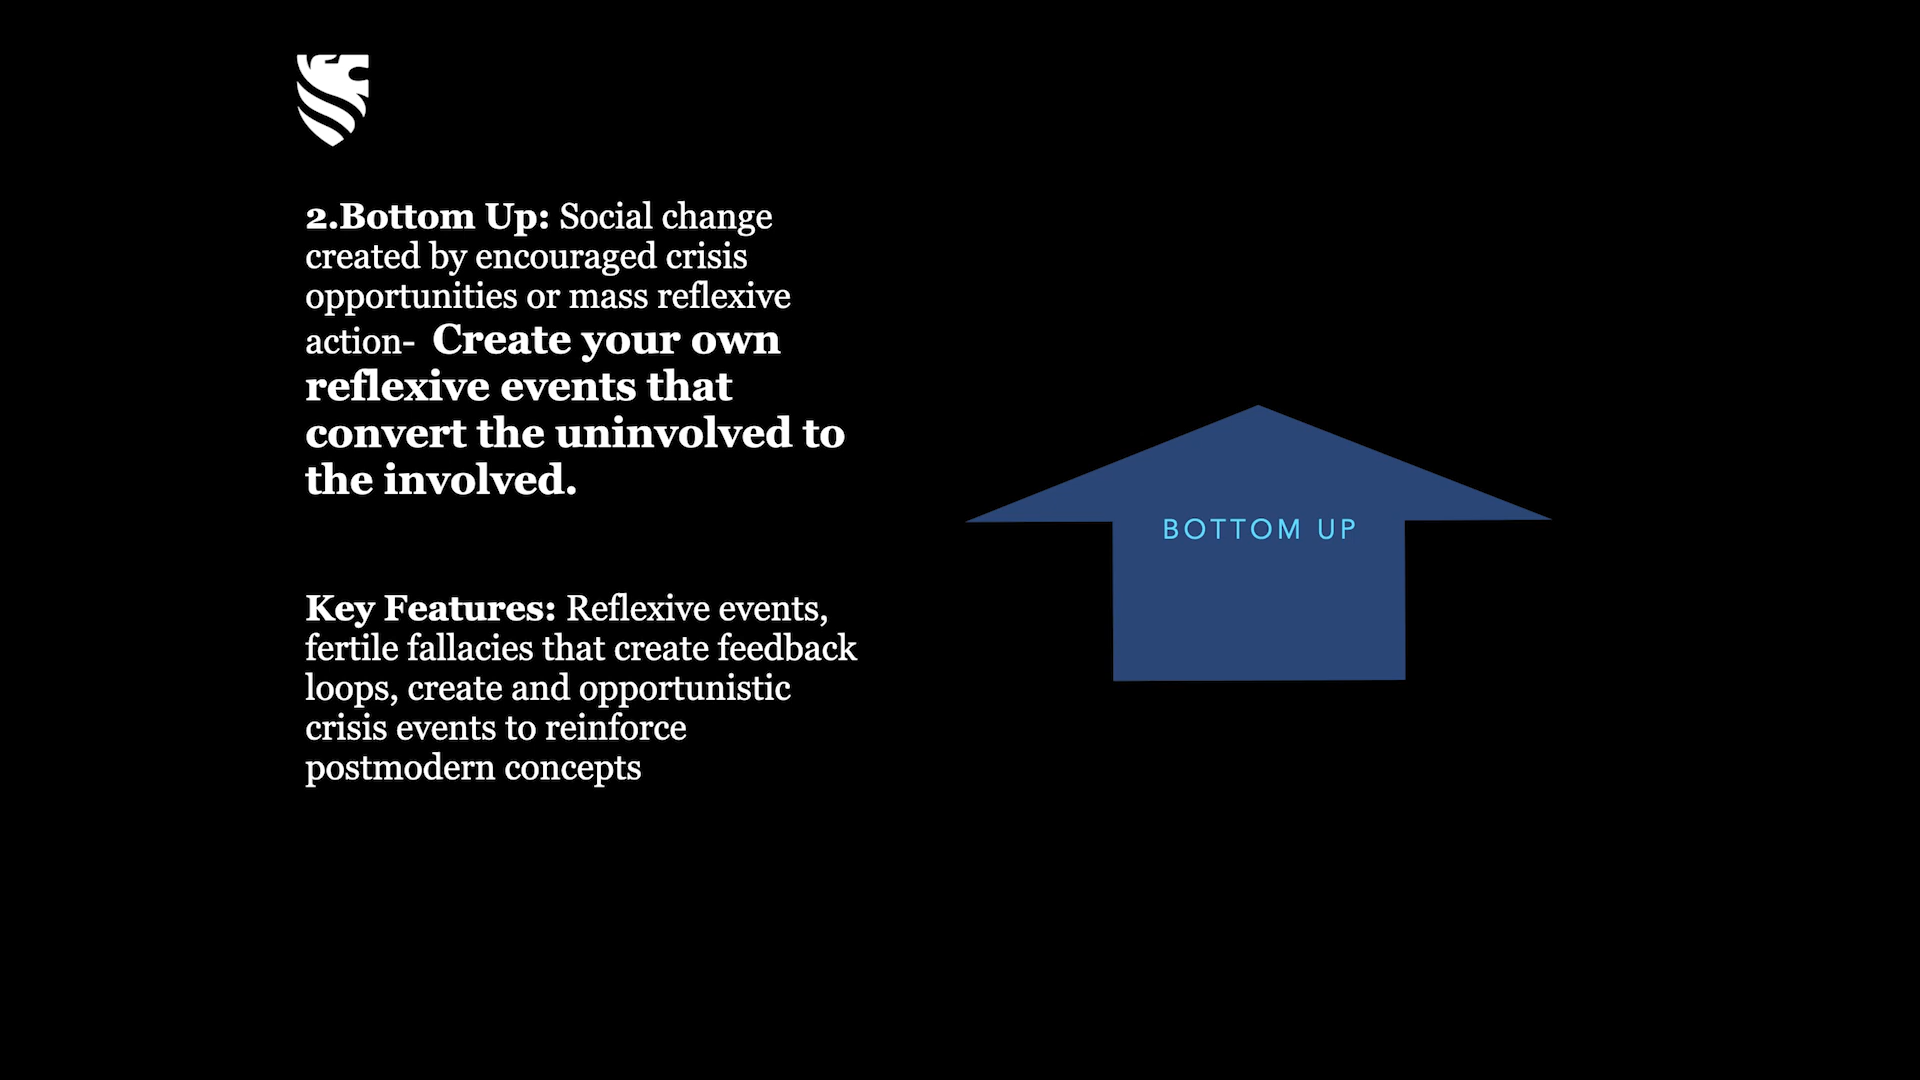 2.Bottom Up: Social change
created by encouraged crisis
opportunities or mass reflexive
action- Create your own
reflexive events that
convert the uninvolved to
the involved.
Key Features: Reflexive events,
fertile fallacies that create feedback
loops, create and opportunistic
crisis events to reinforce
postmodern concepts
BOTTOM UP